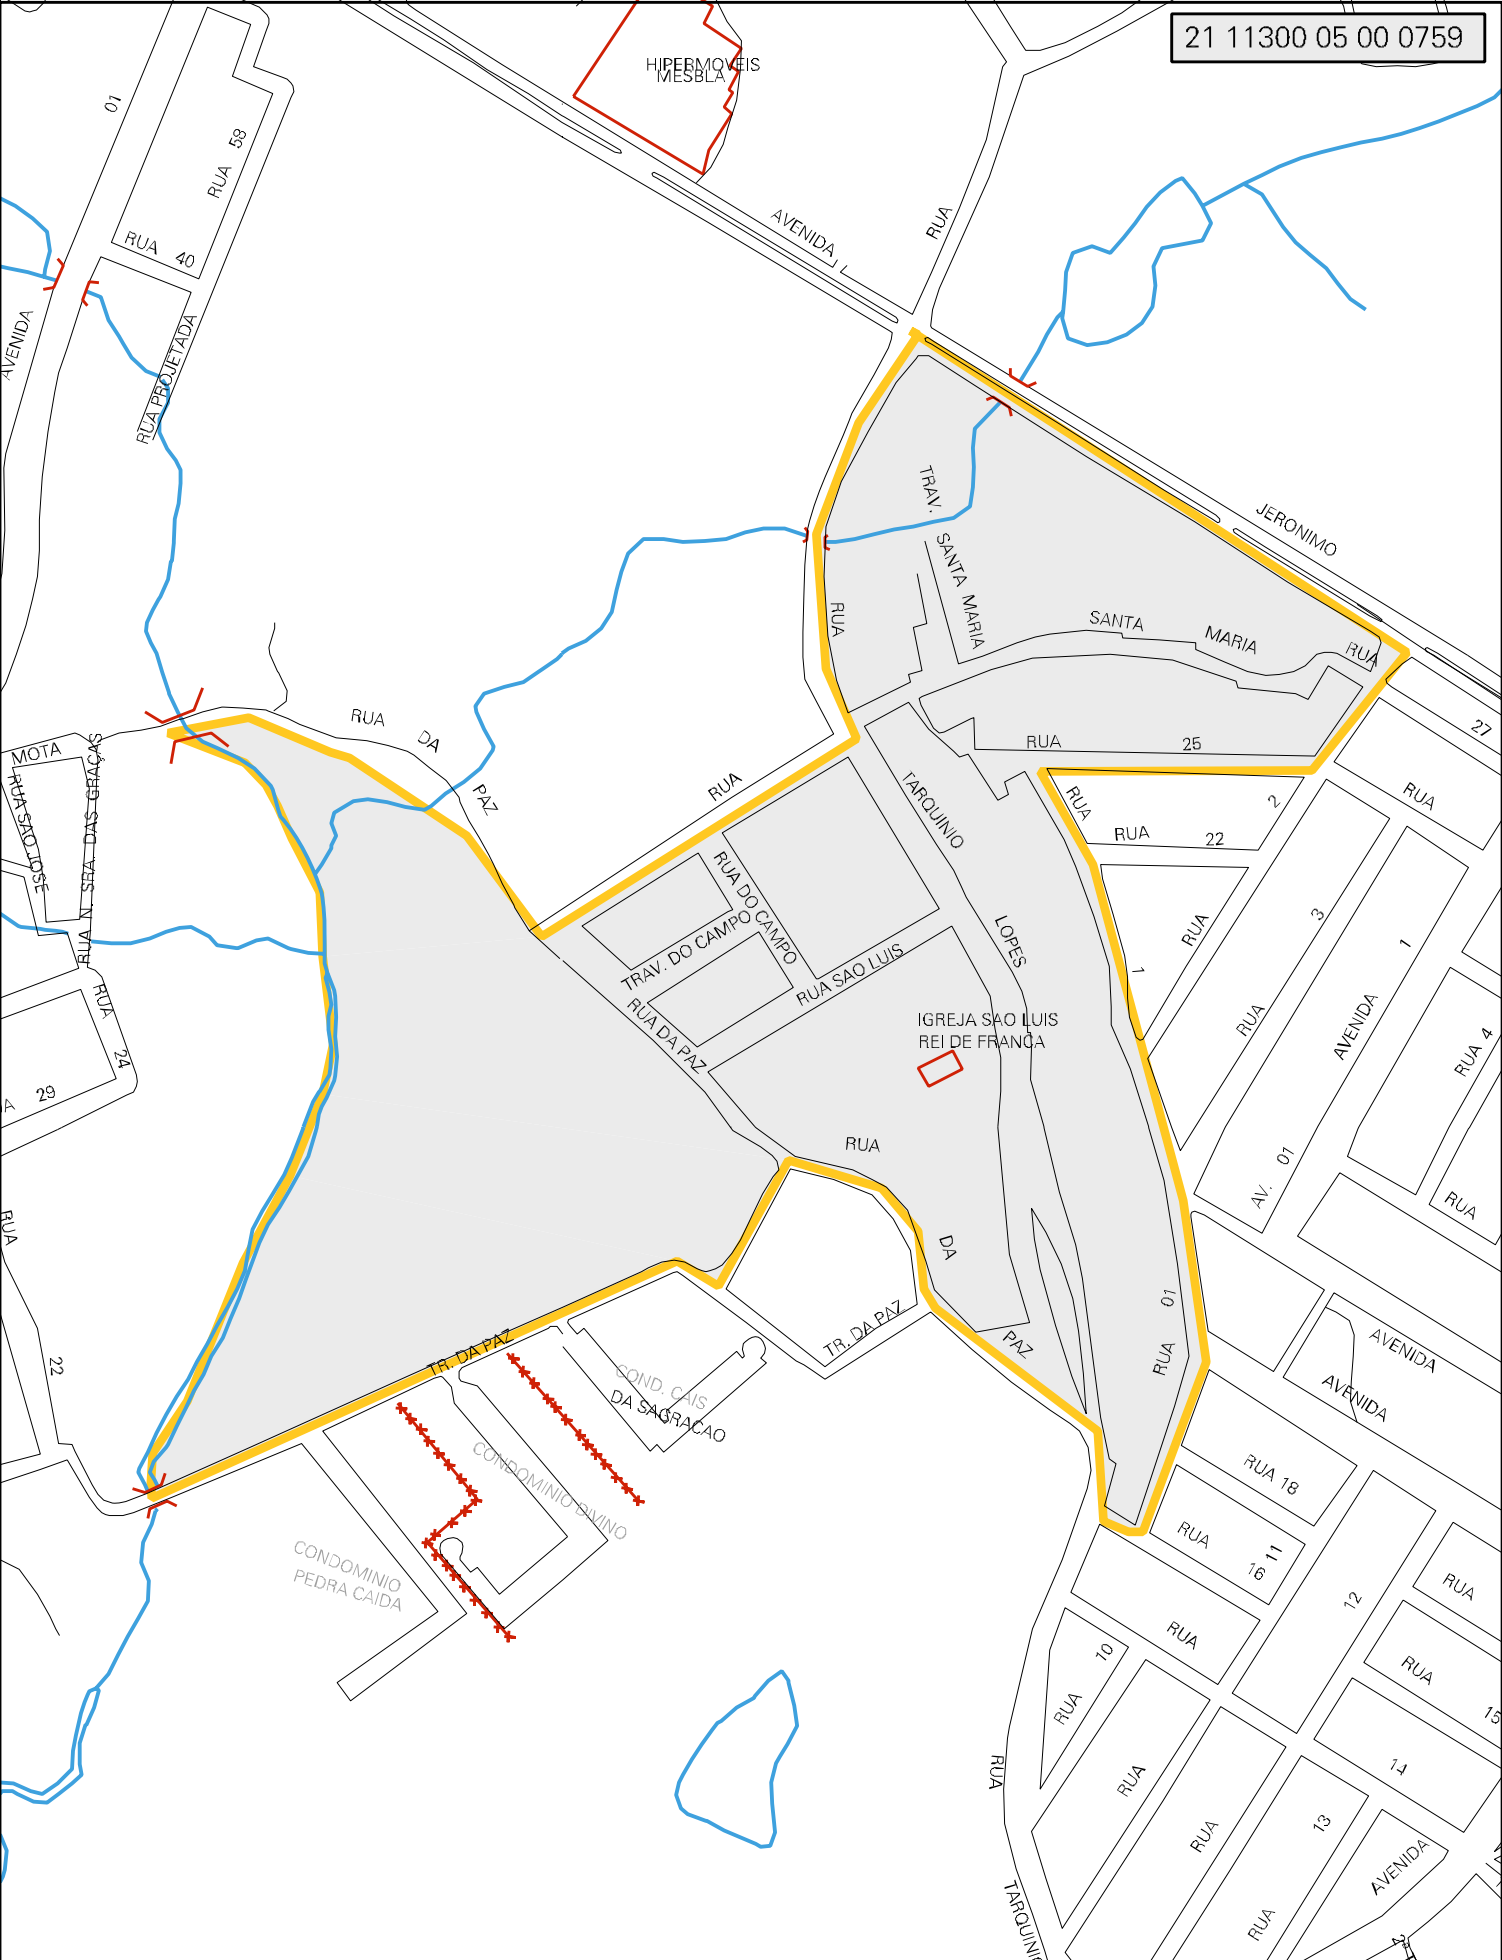 21 11300 05 00 0759
HIPERMOVEIS
MESBLA
01
RUA 58
RUA 40
AVENIDA
RUA PROJETADA
AVENIDA
RUA
JERONIMO
TRAV.
SANTA MARIA
RUA
SANTA MARIA
RUA
27
RUA 25
RUA
2
RUA
RUA 22
MOTA
RUA SAO JOSE
RUA N. SRA. DAS GRAÇAS
RUA
DA
PAZ
RUA
TARQUINIO
LOPES
RUA DO CAMPO
TRAV. DO CAMPO
RUA SAO LUIS
RUA DA PAZ
IGREJA SAO LUIS
REI DE FRANCA
RUA
1
3
RUA
1
AVENIDA
RUA 4
RUA
24
29
RUA
22
RUA
DA
PAZ
TR. DA PAZ
TR. DA PAZ
01
RUA
AV. 01
RUA
AVENIDA
AVENIDA
COND. CAIS
DA SAGRACAO
CONDOMINIO DIVINO
CONDOMINIO
PEDRA CAIDA
RUA 18
RUA 16
11
12
RUA
RUA
10
RUA
RUA
15
14
RUA
RUA
RUA
13
RUA
AVENIDA
TARQUINIO